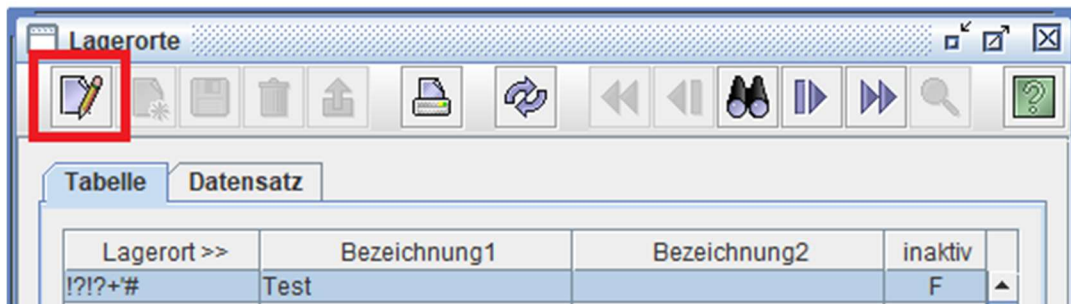 Lagerorte
Tabelle Datensatz
Lagerort >> Bezeichnung1 Bezeichnung2 inaktiv
!?!?+'# Test F